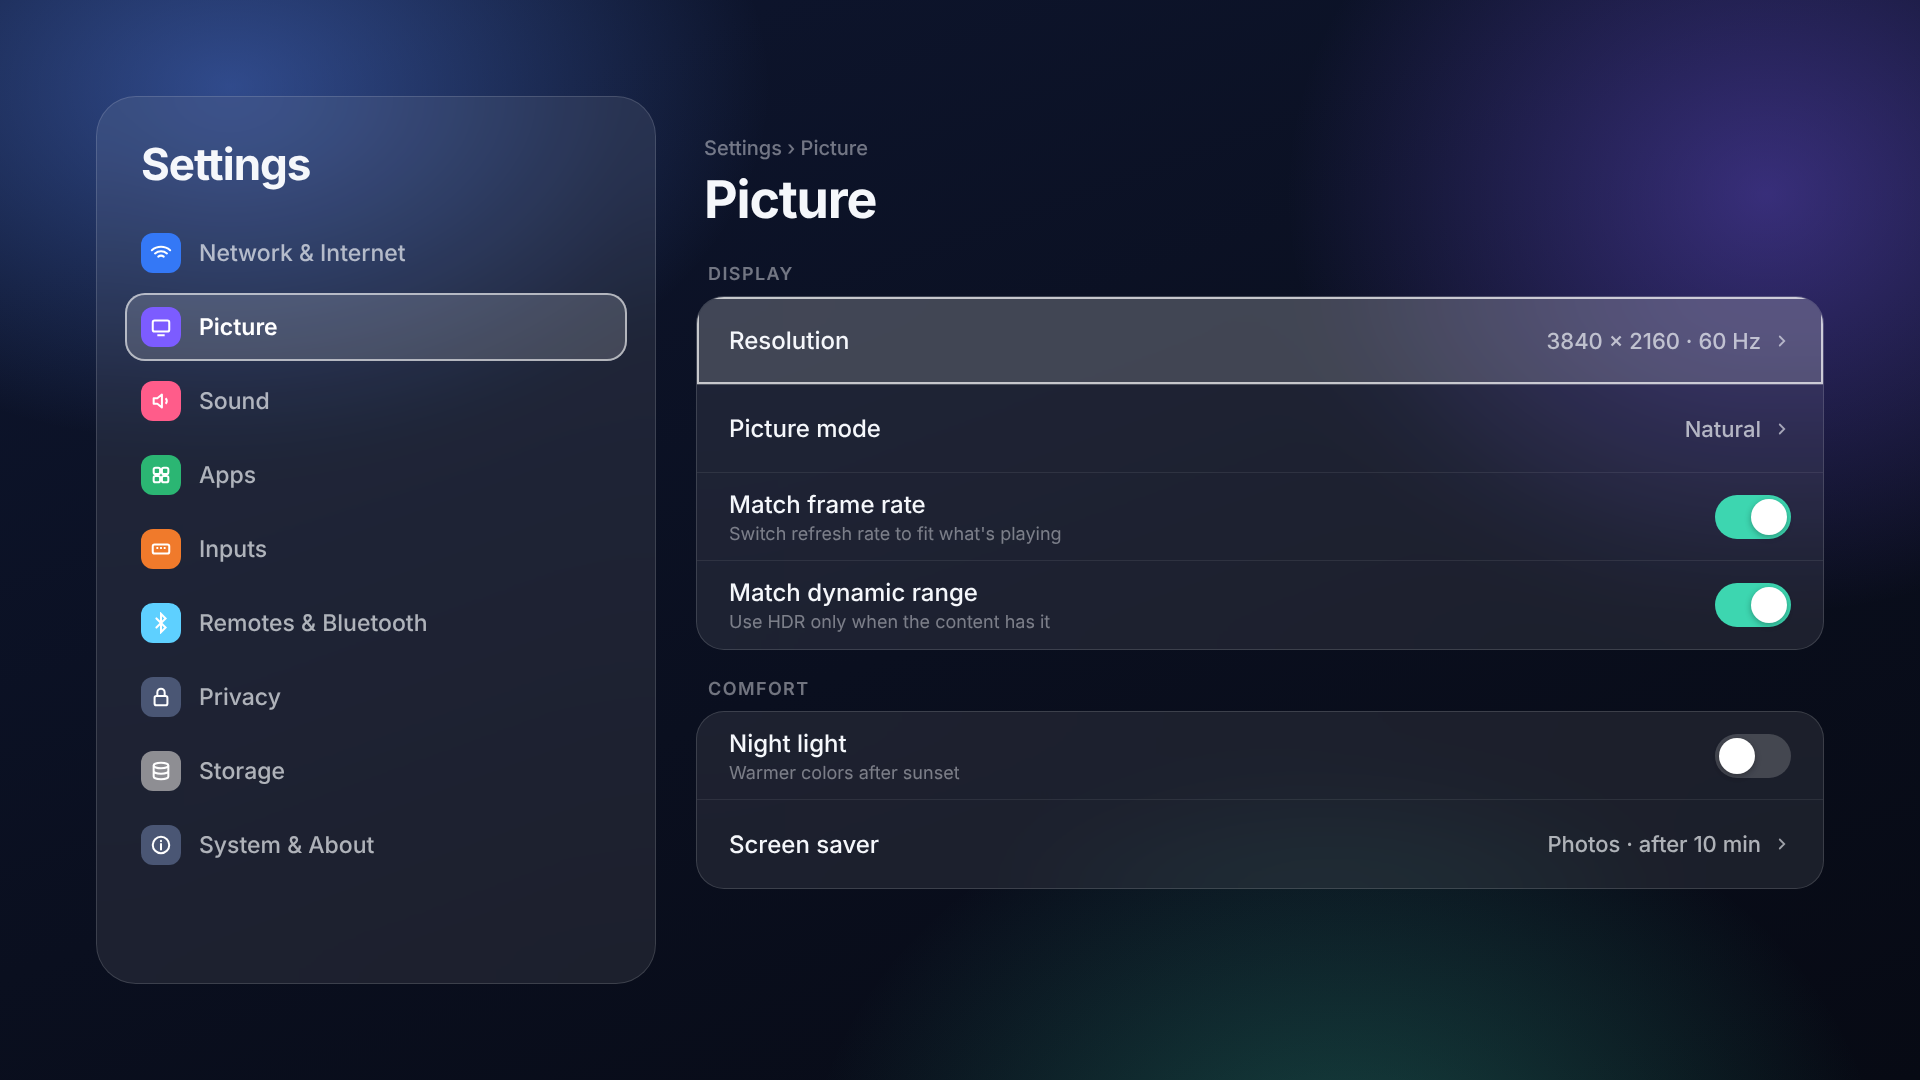 Settings
Network & Internet
Picture
Sound
Apps
Inputs
Remotes & Bluetooth
Privacy
Storage
System & About
Settings › Picture
Picture
DISPLAY
Resolution 3840 × 2160 · 60 Hz
Picture mode Natural
Match frame rate
Switch refresh rate to fit what's playing
Match dynamic range
Use HDR only when the content has it
COMFORT
Night light
Warmer colors after sunset
Screen saver Photos · after 10 min